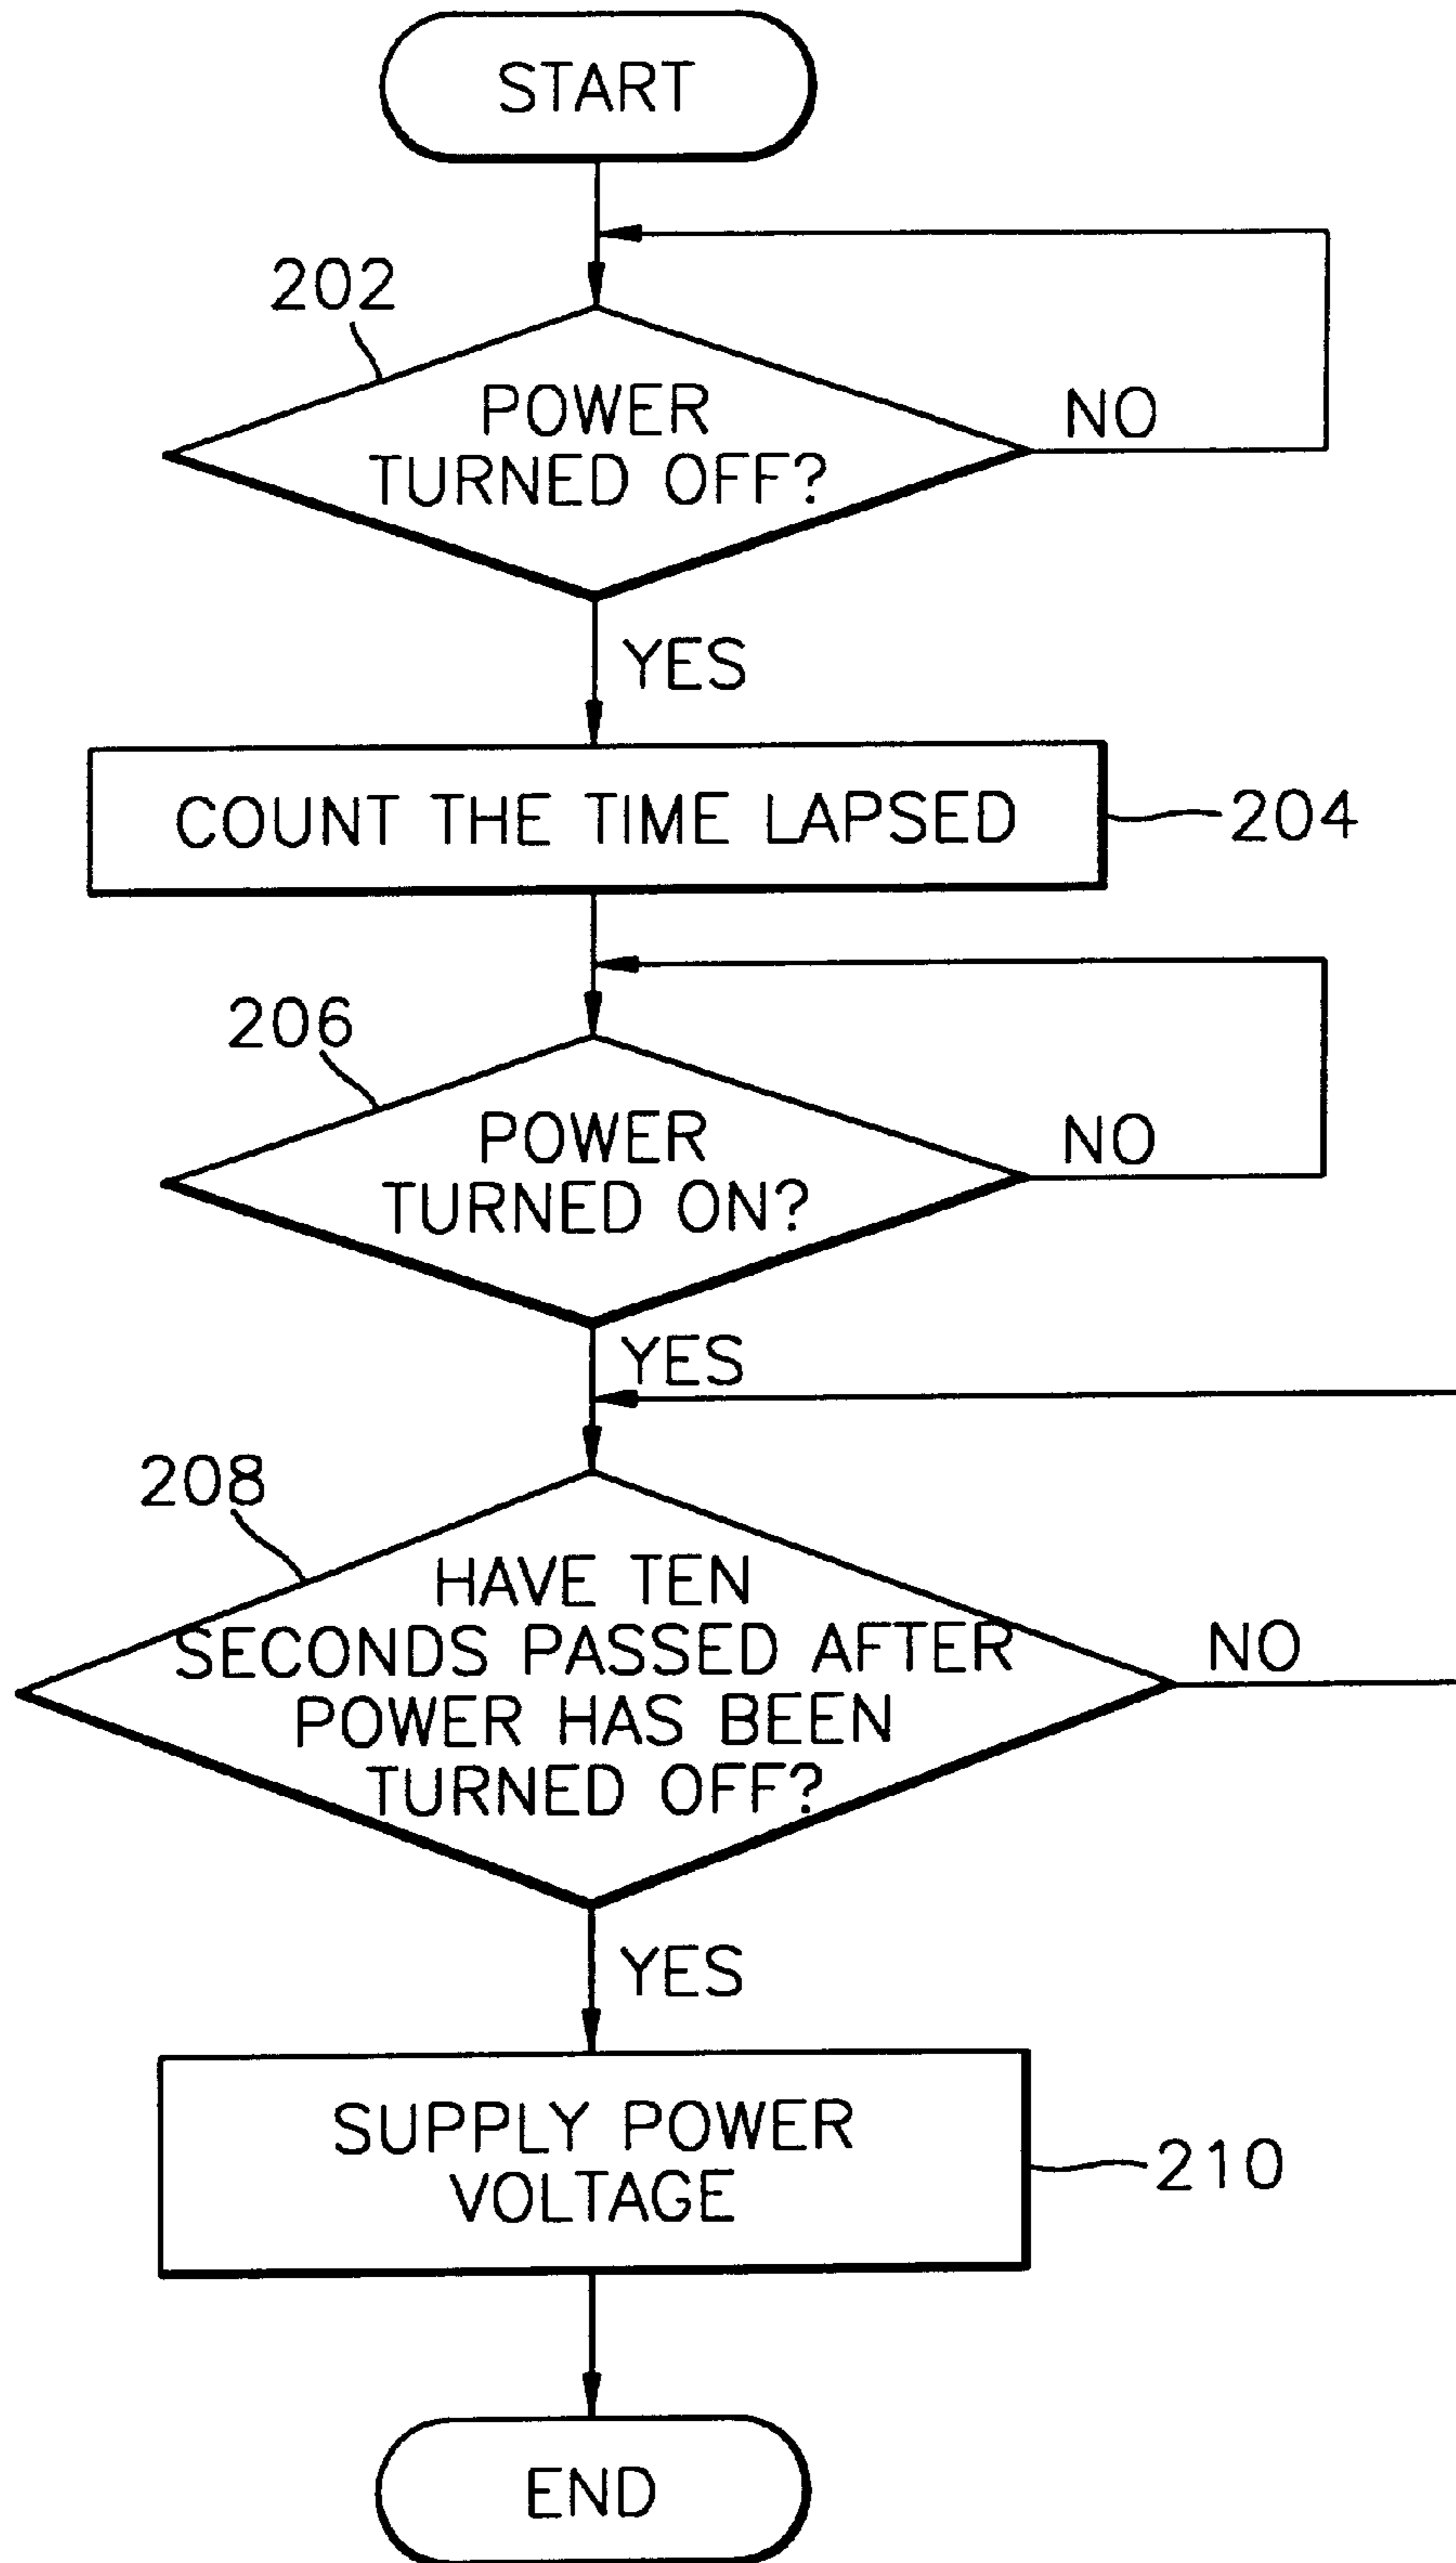 START
202
POWER
TURNED OFF?
NO
YES
COUNT THE TIME LAPSED
204
206
POWER
TURNED ON?
NO
YES
208
HAVE TEN
SECONDS PASSED AFTER
POWER HAS BEEN
TURNED OFF?
NO
YES
SUPPLY POWER
VOLTAGE
210
END